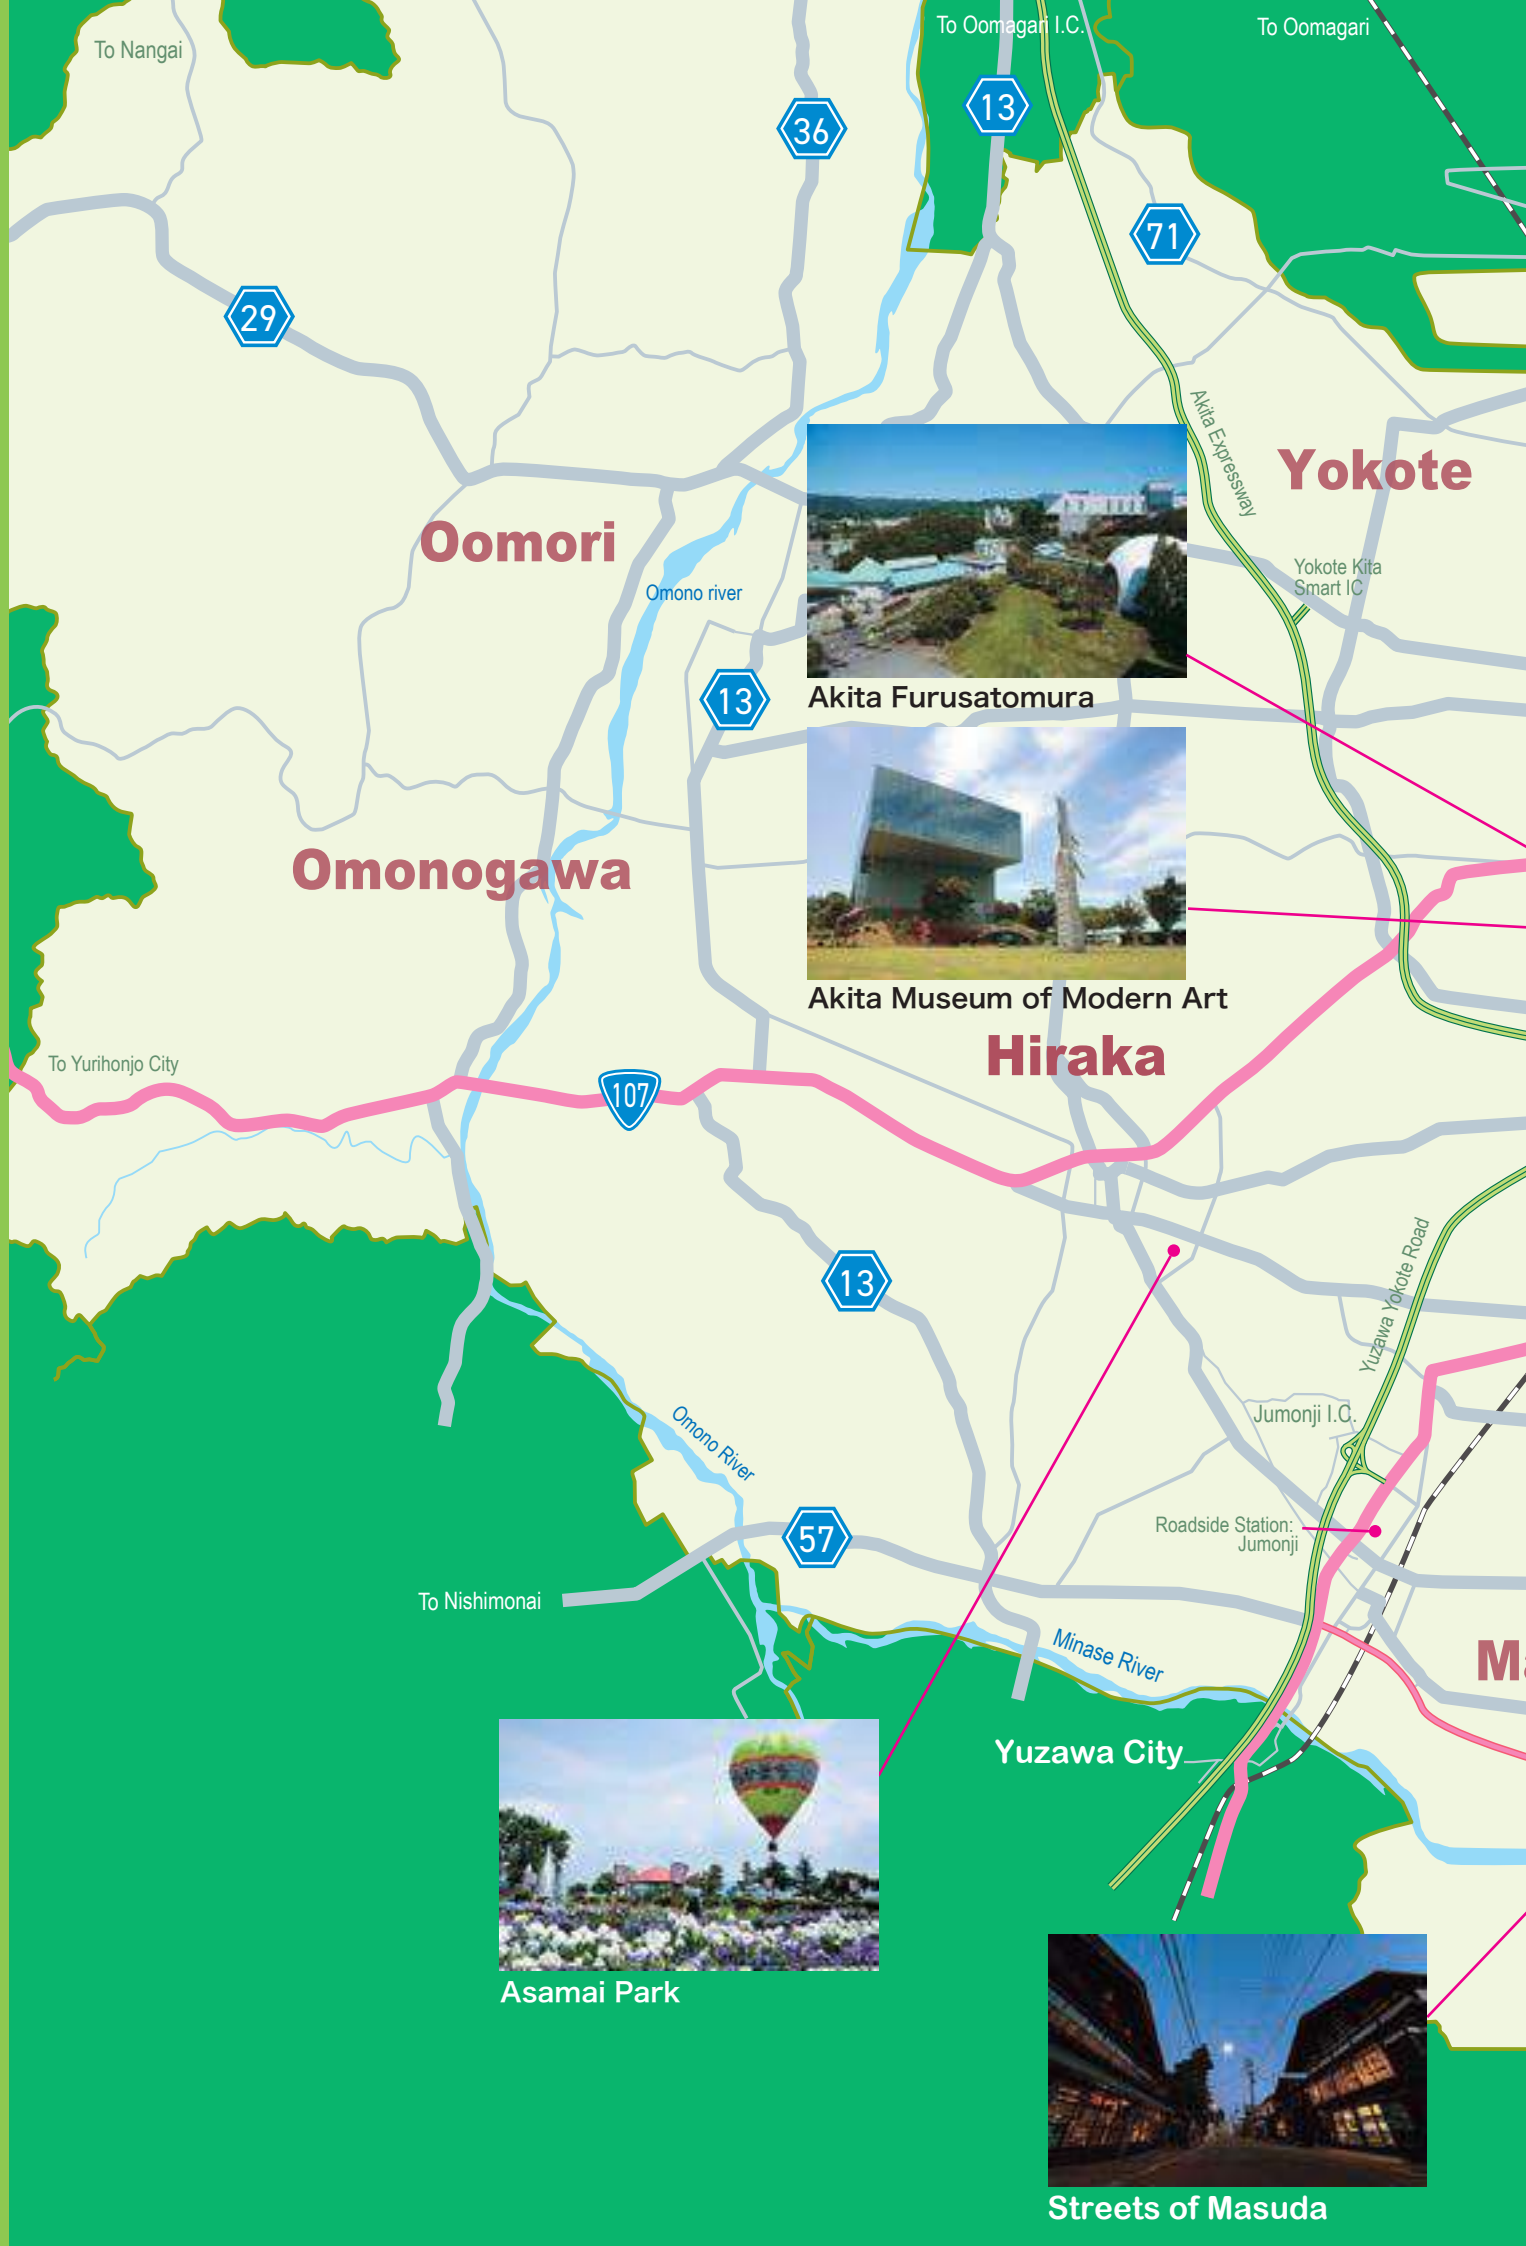 To Oomagari I.C.
To Oomagari
To Nangai
13
36
71
29
Akita Expressway
Yokote
Oomori
Yokote Kita
Smart IC
Omono river
Akita Furusatomura
13
Omonogawa
Akita Museum of Modern Art
Hiraka
To Yurihonjo City
107
13
Yuzawa Yokote Road
Omono River
Jumonji I.C.
Roadside Station:
Jumonji
57
To Nishimonai
Minase River
Ma
Yuzawa City
Asamai Park
Streets of Masuda